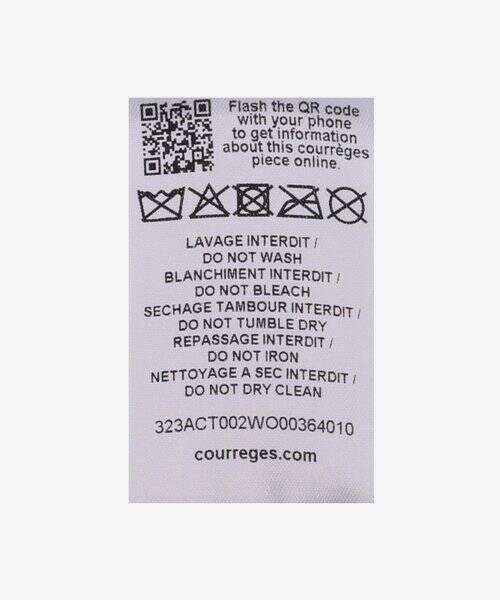 Flash the QR code
with your phone
to get information
about this courrèges
piece online.
LAVAGE INTERDIT /
DO NOT WASH
BLANCHIMENT INTERDIT /
DO NOT BLEACH
SECHAGE TAMBOUR INTERDIT /
DO NOT TUMBLE DRY
REPASSAGE INTERDIT /
DO NOT IRON
NETTOYAGE A SEC INTERDIT /
DO NOT DRY CLEAN
323ACT002WO00364010
courreges.com